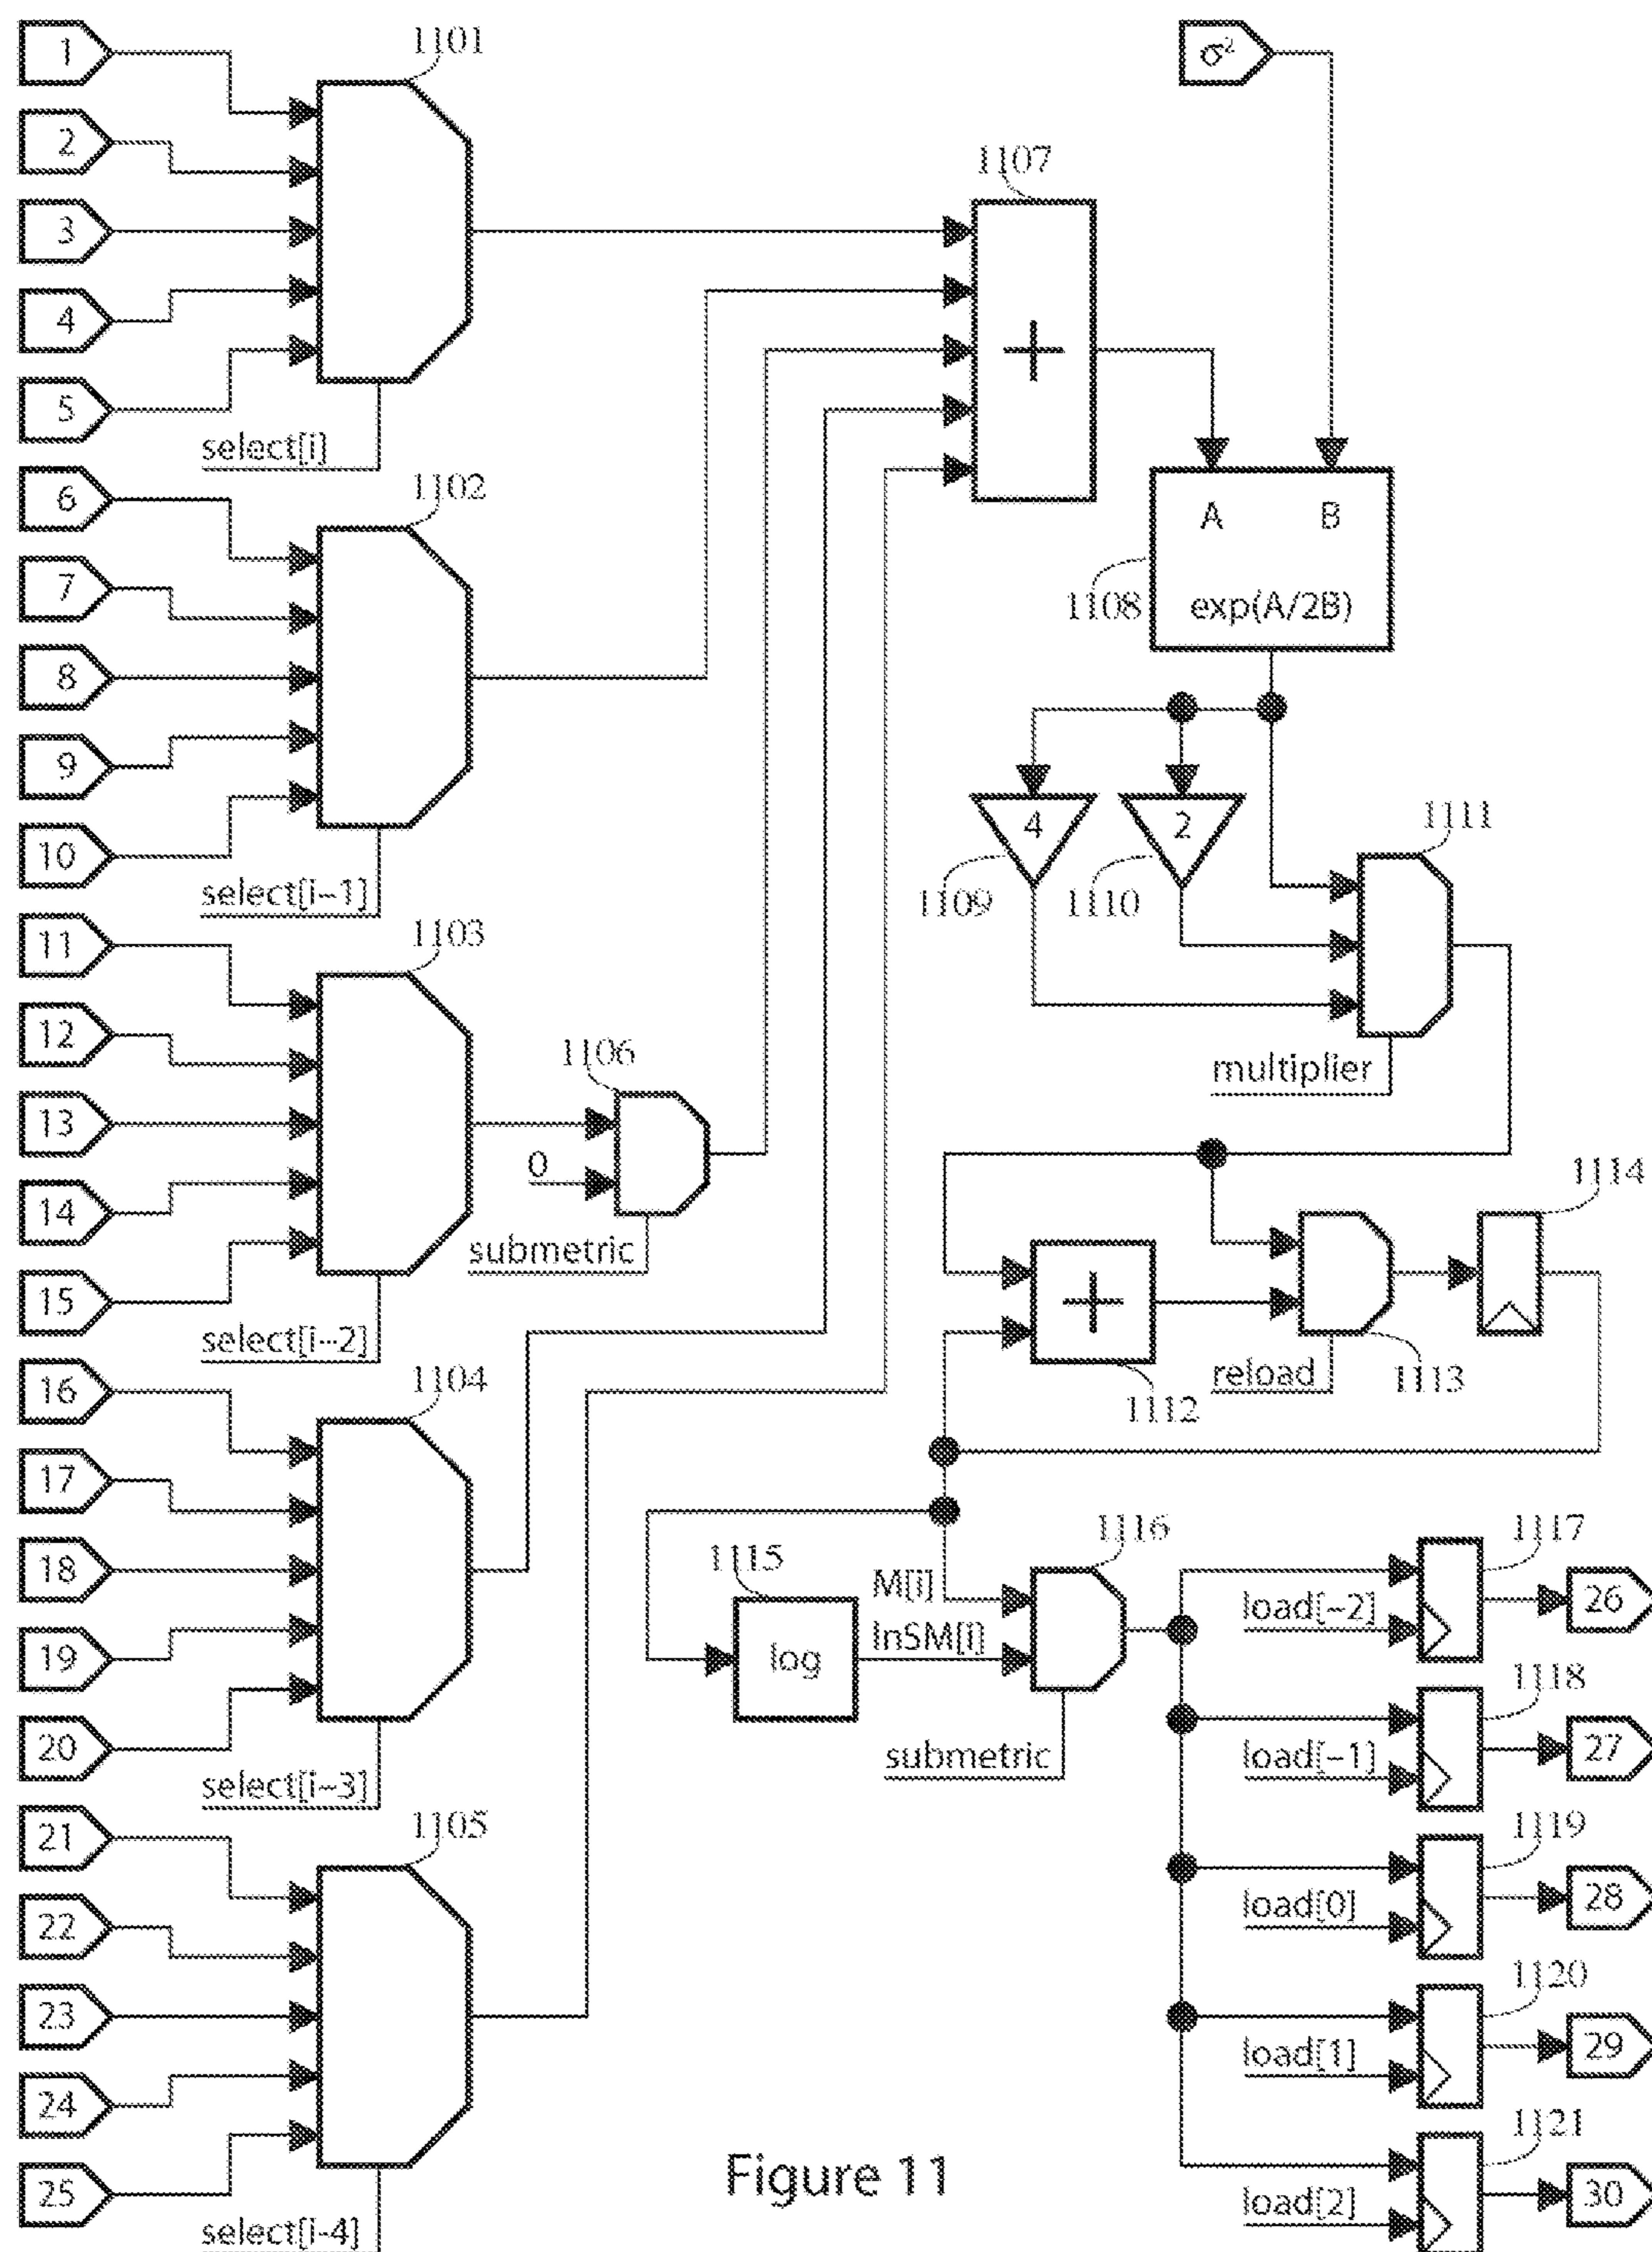 1
2
3
4
5
1101
select[i]
6
7
8
9
10
1102
select[i-1]
11
12
13
14
15
1103
select[i-2]
1106
0
submetric
16
17
18
19
20
1104
select[i-3]
21
22
23
24
25
1105
select[i-4]
σ²
1107
+
A B
exp(A/2B)
1108
4
2
1109
1110
1111
multiplier
+
1112
reload
1113
1114
1115
log
M[i]
lnSM[i]
1116
submetric
load[-2]
1117
26
load[-1]
1118
27
load[0]
1119
28
load[1]
1120
29
load[2]
1121
30
Figure 11